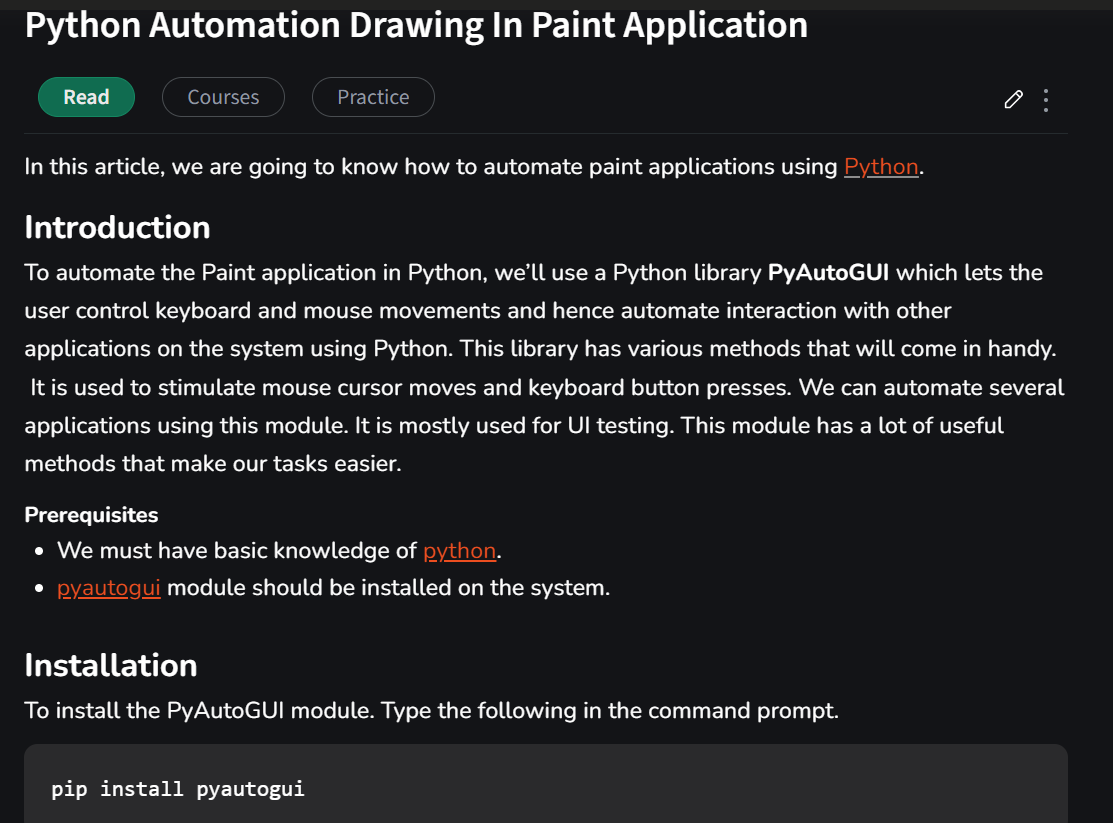 Python Automation Drawing In Paint Application
Read Courses Practice
In this article, we are going to know how to automate paint applications using Python.
Introduction
To automate the Paint application in Python, we’ll use a Python library PyAutoGUI which lets the
user control keyboard and mouse movements and hence automate interaction with other
applications on the system using Python. This library has various methods that will come in handy.
It is used to stimulate mouse cursor moves and keyboard button presses. We can automate several
applications using this module. It is mostly used for UI testing. This module has a lot of useful
methods that make our tasks easier.
Prerequisites
• We must have basic knowledge of python.
• pyautogui module should be installed on the system.
Installation
To install the PyAutoGUI module. Type the following in the command prompt.
pip install pyautogui